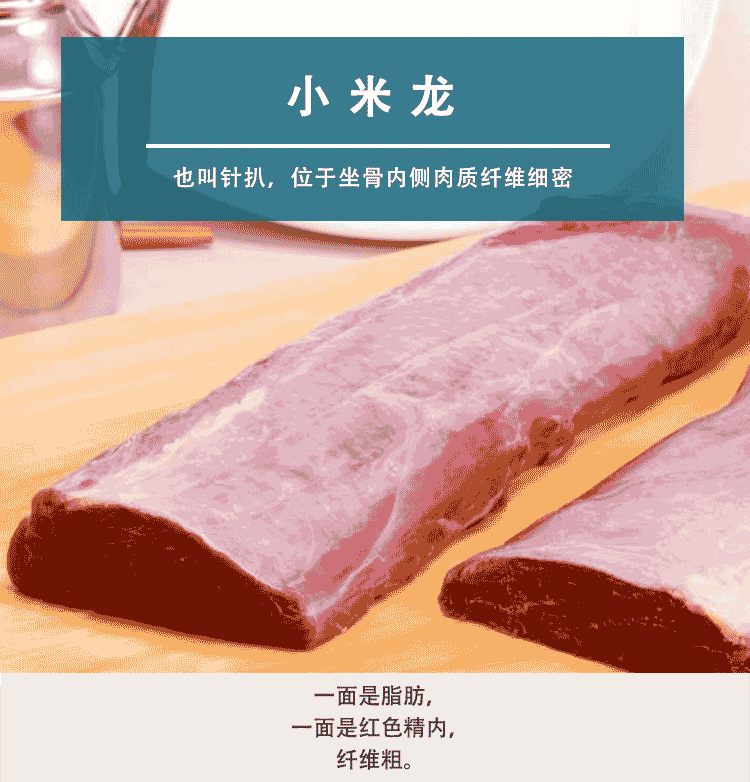 小米龙
也叫针扒，位于坐骨内侧肉质纤维细密
一面是脂肪，
一面是红色精内，
纤维粗。